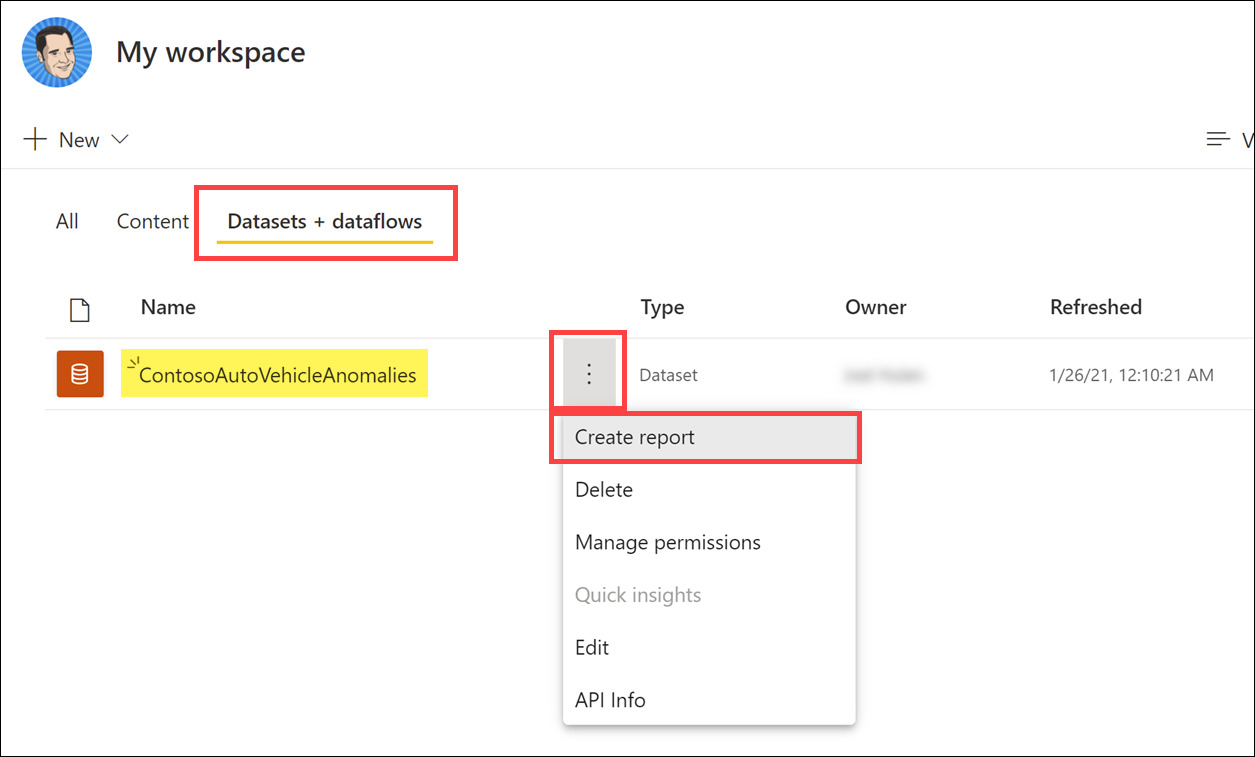 My workspace
New
V
All Content Datasets + dataflows
Name Type Owner Refreshed
ContosoAutoVehicleAnomalies Dataset 1/26/21, 12:10:21 AM
Create report
Delete
Manage permissions
Quick insights
Edit
API Info